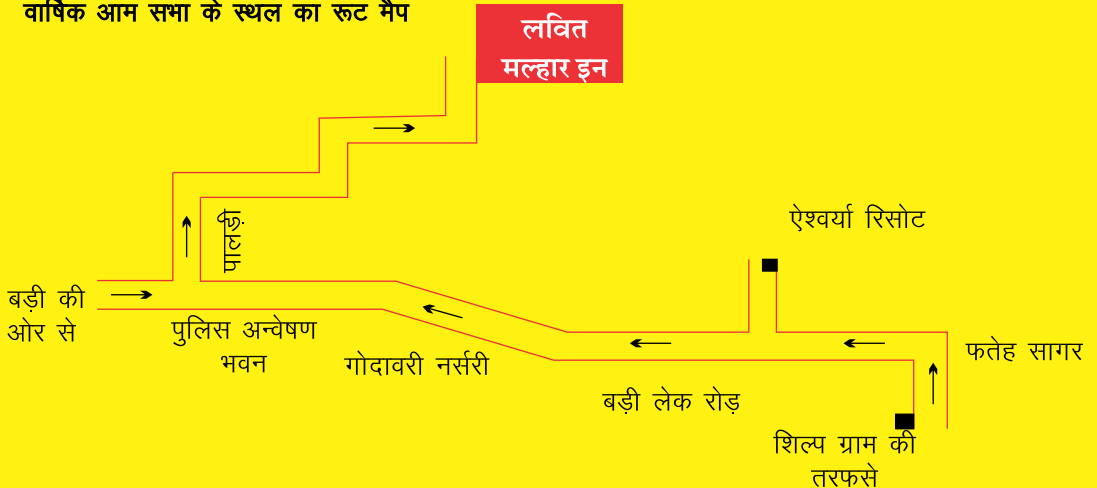 वार्षिक आम सभा के स्थल का रूट मैप
लवित
मल्हार इन
ऐश्वर्या रिसोट
पालड़ी
बड़ी की
ओर से
पुलिस अन्वेषण
भवन
गोदावरी नर्सरी
फतेह सागर
बड़ी लेक रोड़
शिल्प ग्राम की
तरफसे